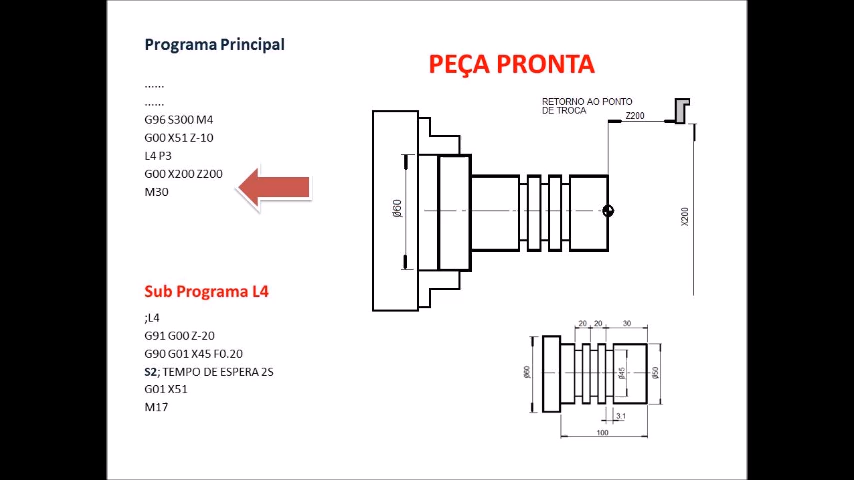 Programa Principal
PEÇA PRONTA
......
......
G96 S300 M4
G00 X51 Z-10
L4 P3
G00 X200 Z200
M30
RETORNO AO PONTO
DE TROCA
Z200
Ø60
X200
Sub Programa L4
;L4
G91 G00 Z-20
G90 G01 X45 F0.20
S2; TEMPO DE ESPERA 2S
G01 X51
M17
20 20 30
Ø60
Ø45
Ø50
3.1
100